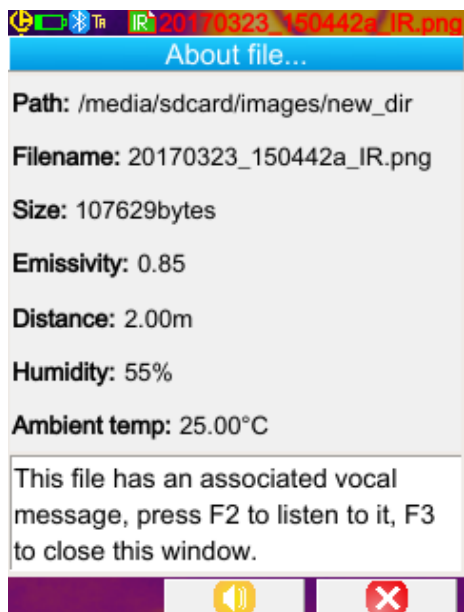 TA IR 20170323_150442a_IR.png
About file...
Path: /media/sdcard/images/new_dir
Filename: 20170323_150442a_IR.png
Size: 107629bytes
Emissivity: 0.85
Distance: 2.00m
Humidity: 55%
Ambient temp: 25.00°C
This file has an associated vocal
message, press F2 to listen to it, F3
to close this window.